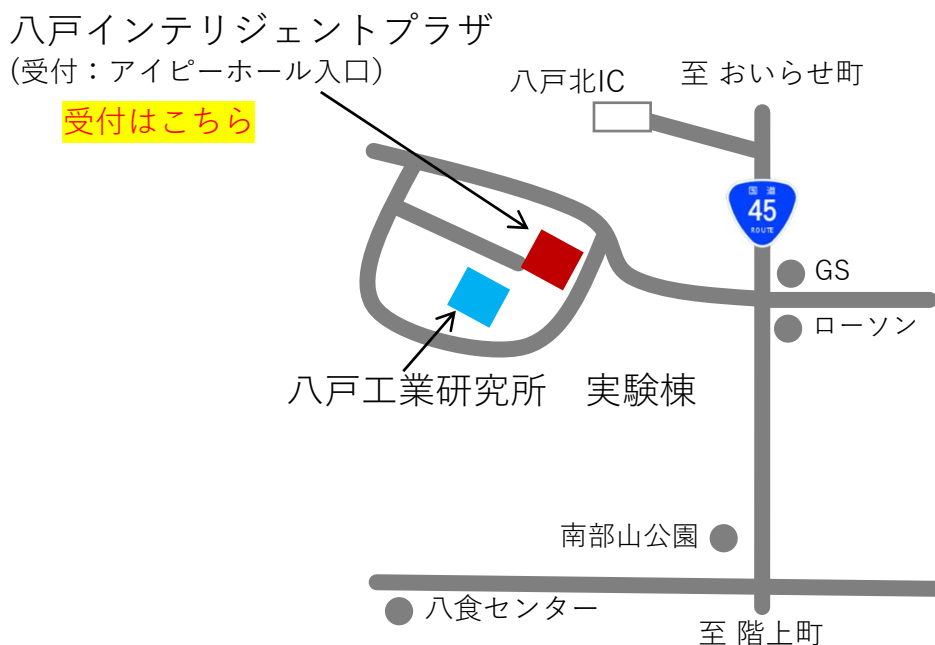 八戸インテリジェントプラザ
(受付：アイピーホール入口)
受付はこちら
八戸北IC
至 おいらせ町
国道
45
ROUTE
GS
ローソン
八戸工業研究所　実験棟
南部山公園
八食センター
至 階上町